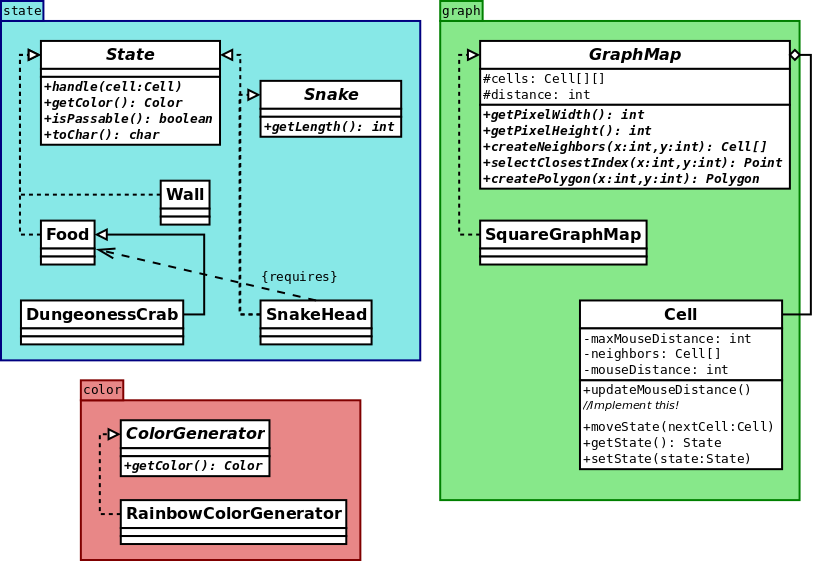 state
State
+handle(cell:Cell)
+getColor(): Color
+isPassable(): boolean
+toChar(): char
Snake
+getLength(): int
Wall
Food
{requires}
DungeonessCrab
SnakeHead
color
ColorGenerator
+getColor(): Color
RainbowColorGenerator
graph
GraphMap
#cells: Cell[][]
#distance: int
+getPixelWidth(): int
+getPixelHeight(): int
+createNeighbors(x:int,y:int): Cell[]
+selectClosestIndex(x:int,y:int): Point
+createPolygon(x:int,y:int): Polygon
SquareGraphMap
Cell
-maxMouseDistance: int
-neighbors: Cell[]
-mouseDistance: int
+updateMouseDistance()
//Implement this!
+moveState(nextCell:Cell)
+getState(): State
+setState(state:State)